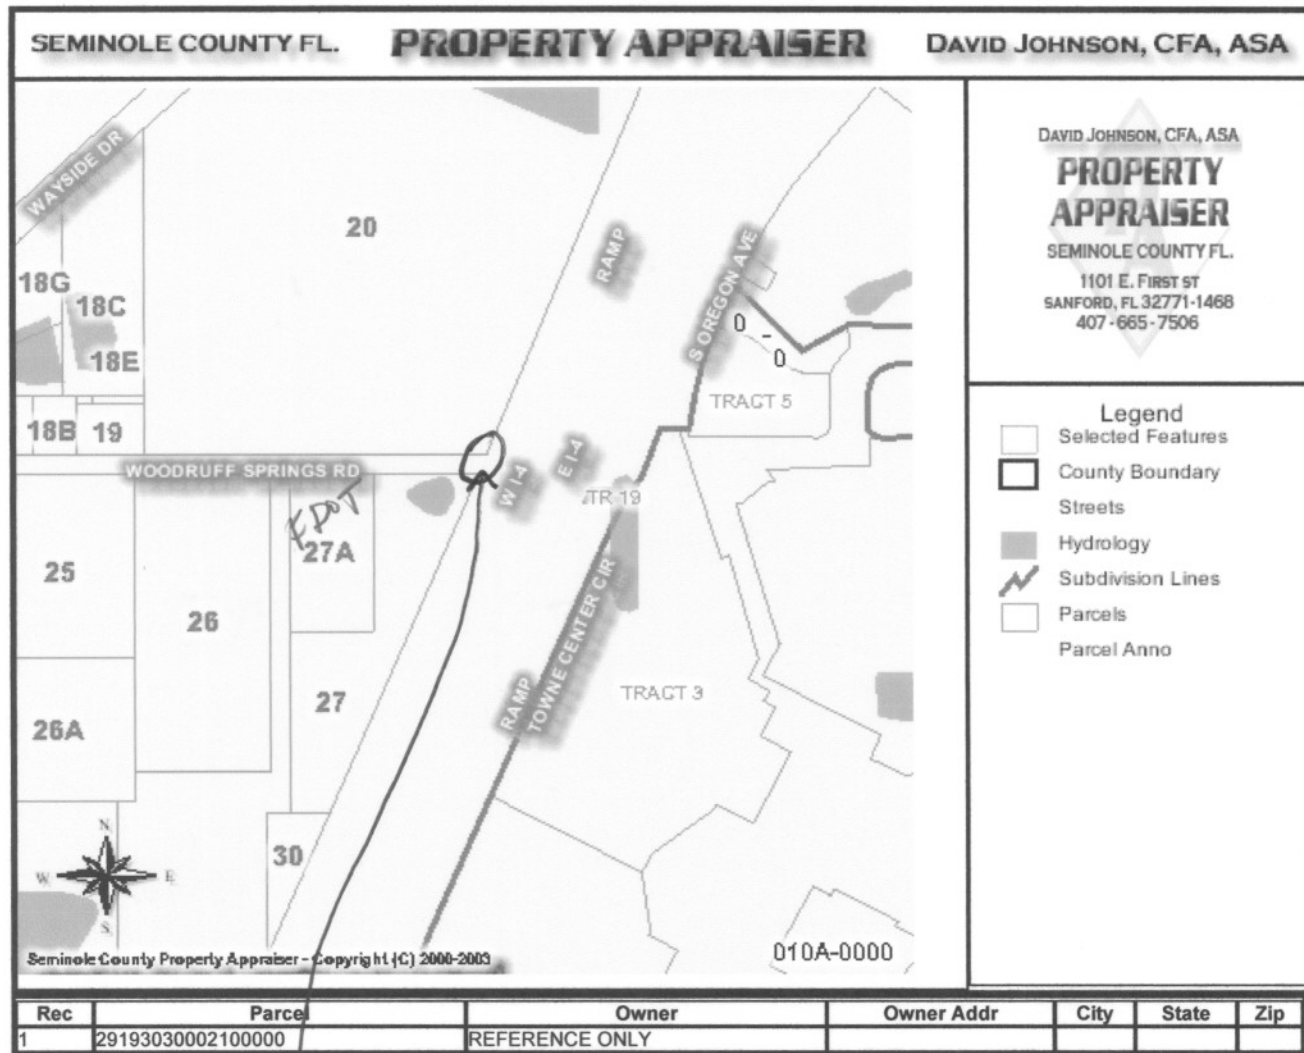 SEMINOLE COUNTY FL. PROPERTY APPRAISER DAVID JOHNSON, CFA, ASA
DAVID JOHNSON, CFA, ASA
PROPERTY
APPRAISER
SEMINOLE COUNTY FL.
1101 E. FIRST ST
SANFORD, FL 32771-1468
407-665-7506
WAYSIDE DR
20
RAMP
S OREGON AVE
18G
18C
18E
0 - 0
TRACT 5
18B
19
WOODRUFF SPRINGS RD
W I-4
E I-4
TR 19
FDOT
27A
25
26
TOWNE CENTER CIR
RAMP
TRACT 3
27
26A
30
N
W E
S
010A-0000
Seminole County Property Appraiser - Copyright (C) 2000-2003
Legend
Selected Features
County Boundary
Streets
Hydrology
Subdivision Lines
Parcels
Parcel Anno
Rec Parcel Owner Owner Addr City State Zip
1 29193030002100000 REFERENCE ONLY